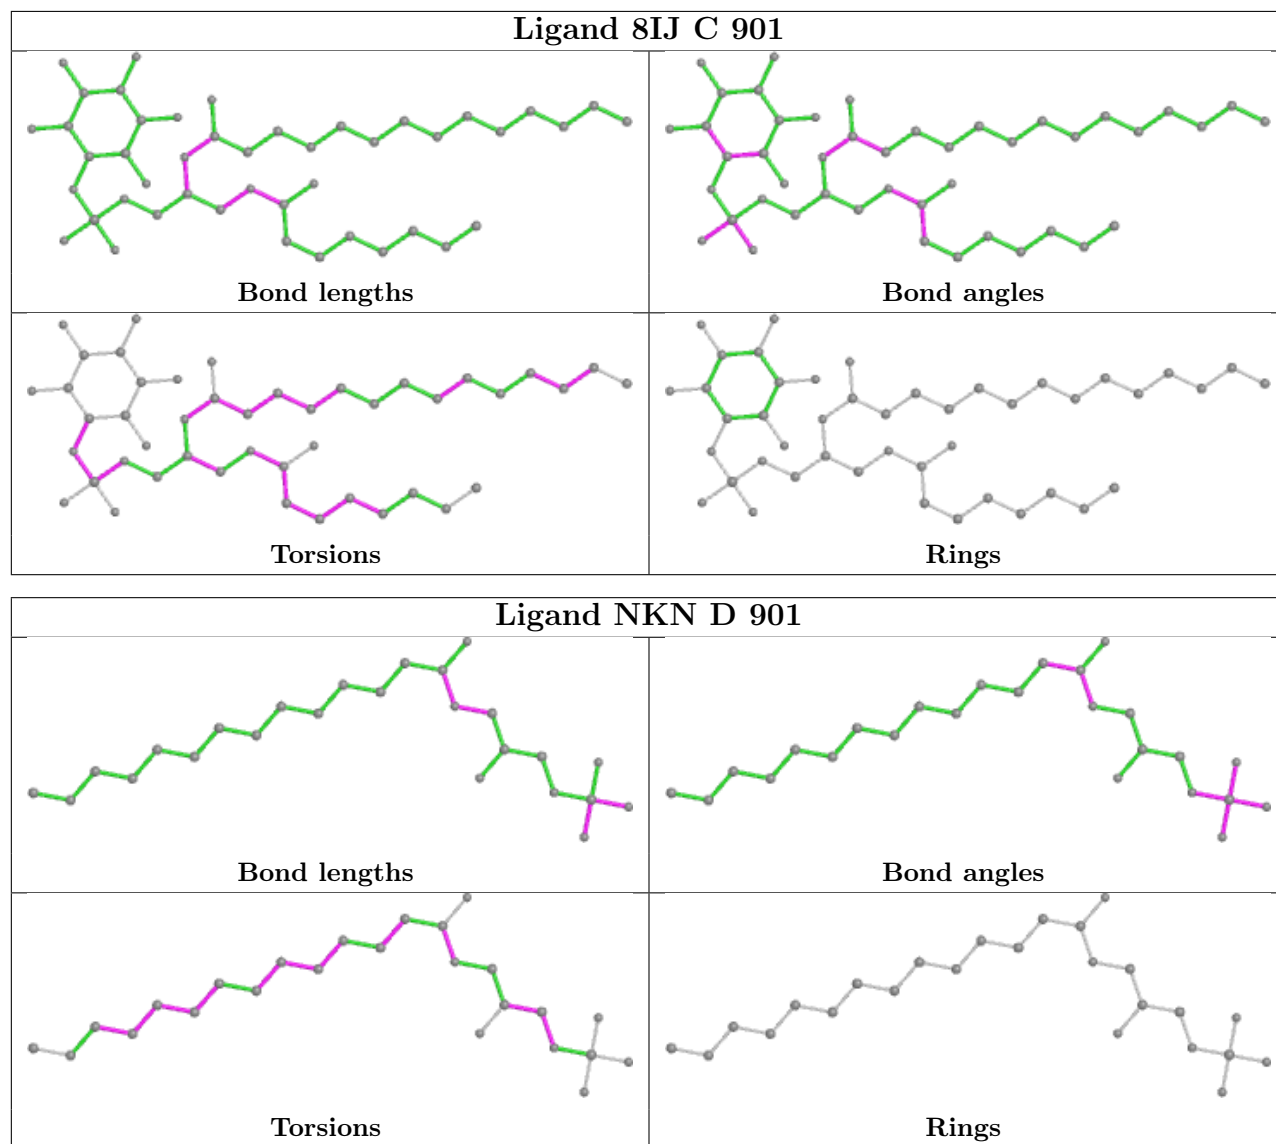 Ligand 8IJ C 901
Bond lengths
Bond angles
Torsions
Rings
Ligand NKN D 901
Bond lengths
Bond angles
Torsions
Rings